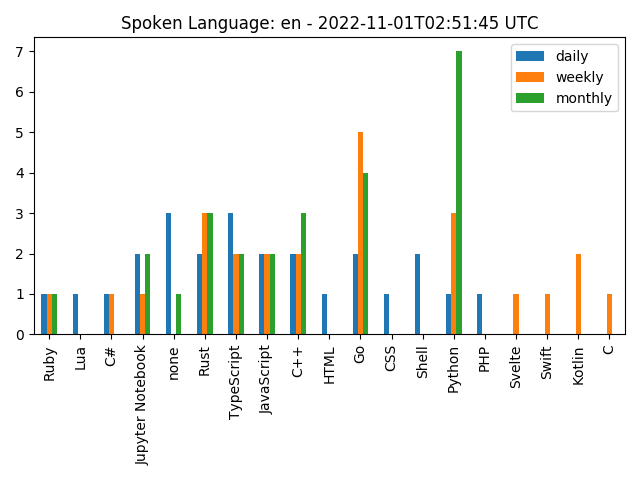 Spoken Language: en - 2022-11-01T02:51:45 UTC
daily
weekly
monthly
7
6
5
4
3
2
1
0
Ruby
Lua
C#
Jupyter Notebook
none
Rust
TypeScript
JavaScript
C++
HTML
Go
CSS
Shell
Python
PHP
Svelte
Swift
Kotlin
C